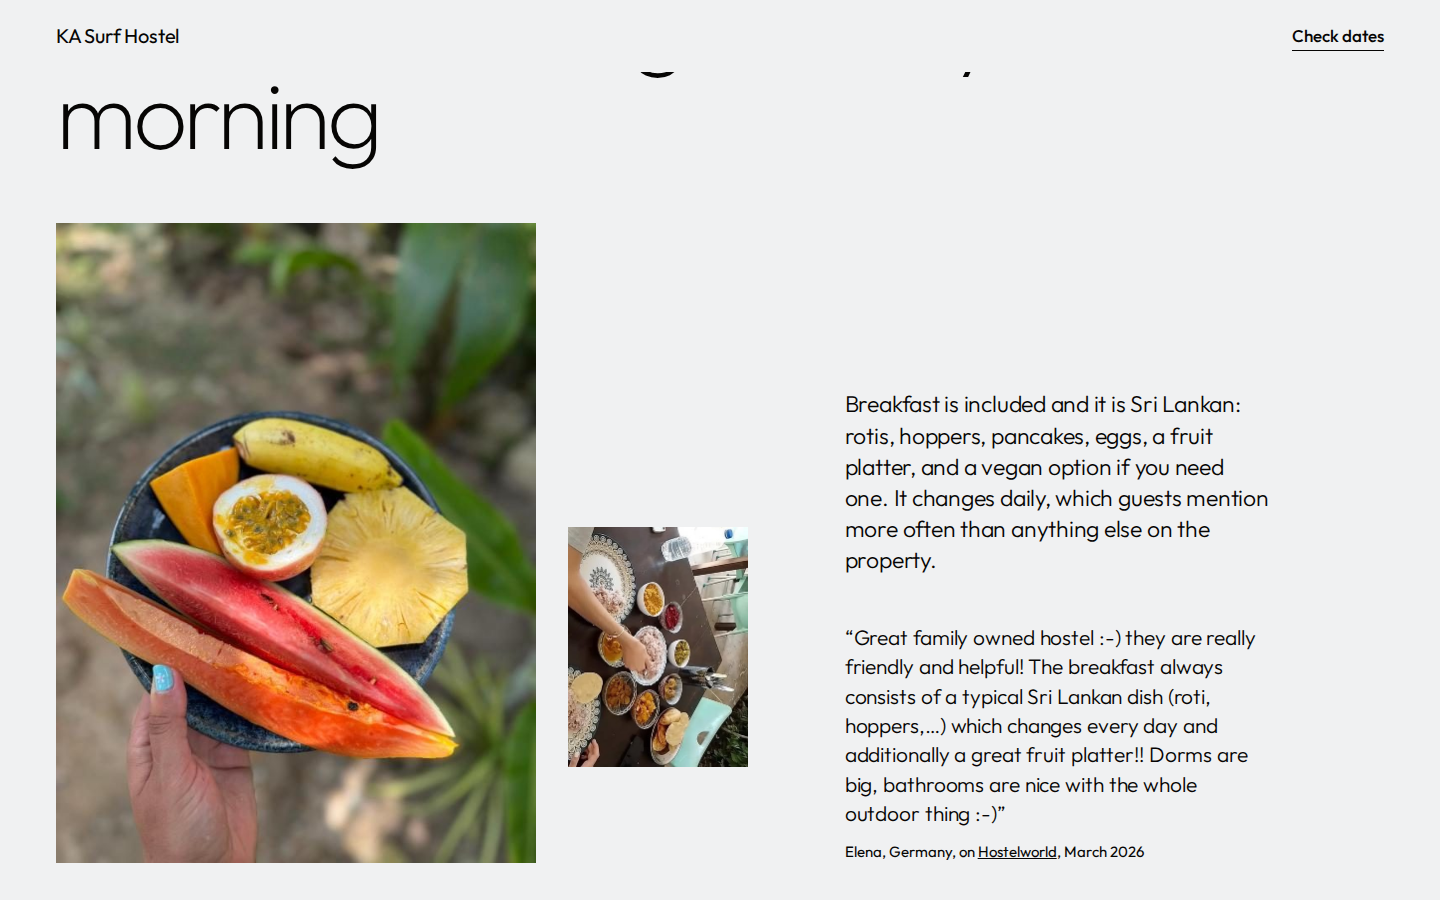 KA Surf Hostel
Check dates
morning
Breakfast is included and it is Sri Lankan:
rotis, hoppers, pancakes, eggs, a fruit
platter, and a vegan option if you need
one. It changes daily, which guests mention
more often than anything else on the
property.
“Great family owned hostel :-) they are really
friendly and helpful! The breakfast always
consists of a typical Sri Lankan dish (roti,
hoppers,...) which changes every day and
additionally a great fruit platter!! Dorms are
big, bathrooms are nice with the whole
outdoor thing :-)”
Elena, Germany, on Hostelworld, March 2026